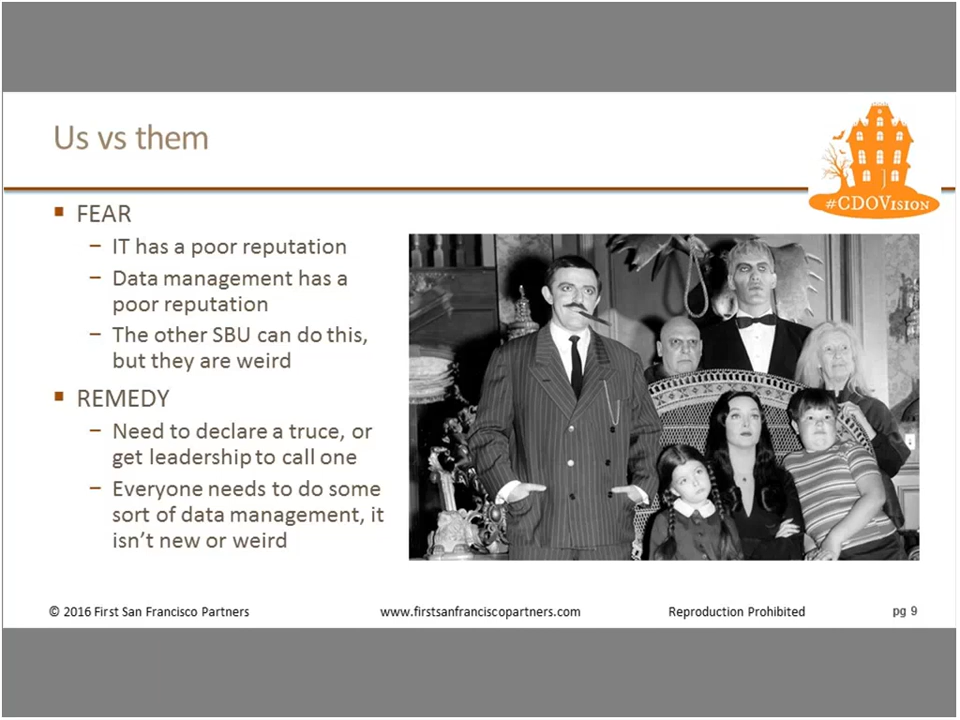 Us vs them
#CDOVISION
▪ FEAR
– IT has a poor reputation
– Data management has a
poor reputation
– The other SBU can do this,
but they are weird
▪ REMEDY
– Need to declare a truce, or
get leadership to call one
– Everyone needs to do some
sort of data management, it
isn't new or weird
© 2016 First San Francisco Partners
www.firstsanfranciscopartners.com
Reproduction Prohibited
pg 9